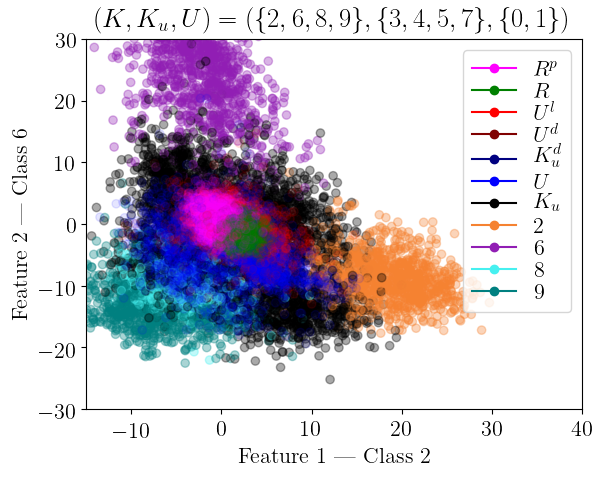 (K, K_u, U) = ({2, 6, 8, 9}, {3, 4, 5, 7}, {0, 1})
30
20
10
0
−10
−20
−30
Feature 2 — Class 6
R^p
R
U^l
U^d
K_u^d
U
K_u
2
6
8
9
−10
0
10
20
30
40
Feature 1 — Class 2